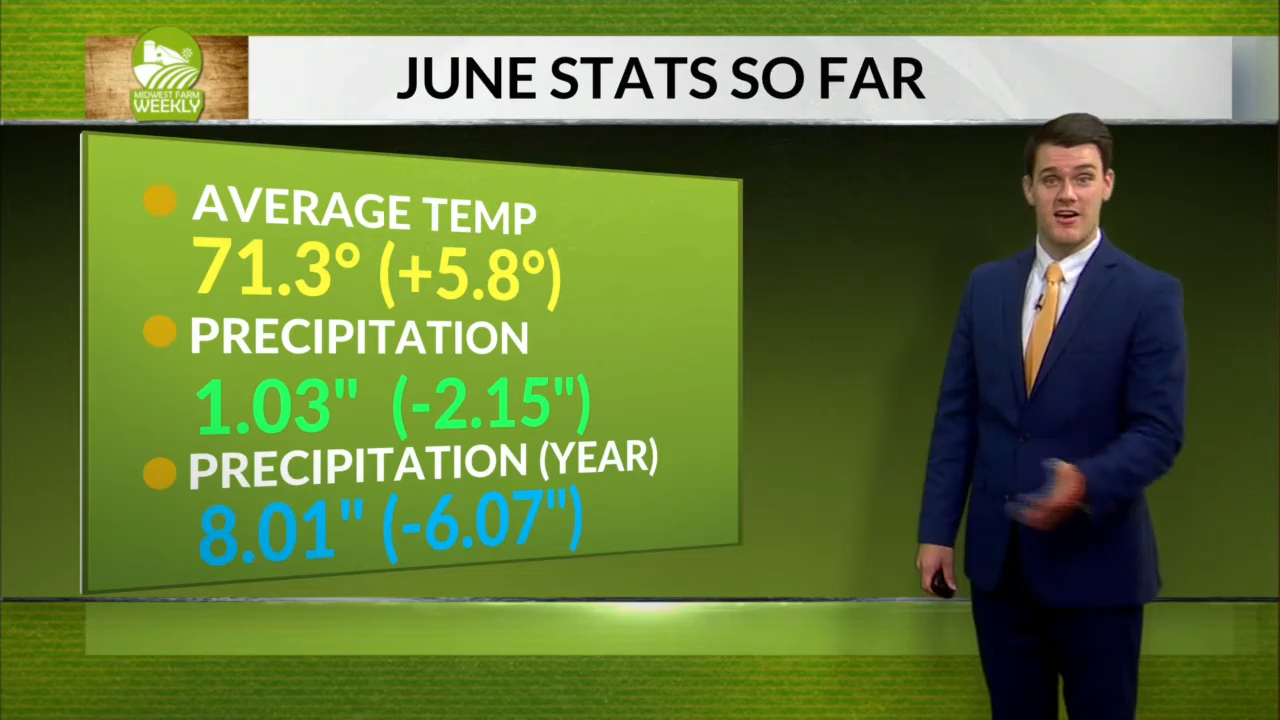 JUNE STATS SO FAR
MIDWEST FARM
WEEKLY
AVERAGE TEMP
71.3° (+5.8°)
PRECIPITATION
1.03" (-2.15")
PRECIPITATION (YEAR)
8.01" (-6.07")